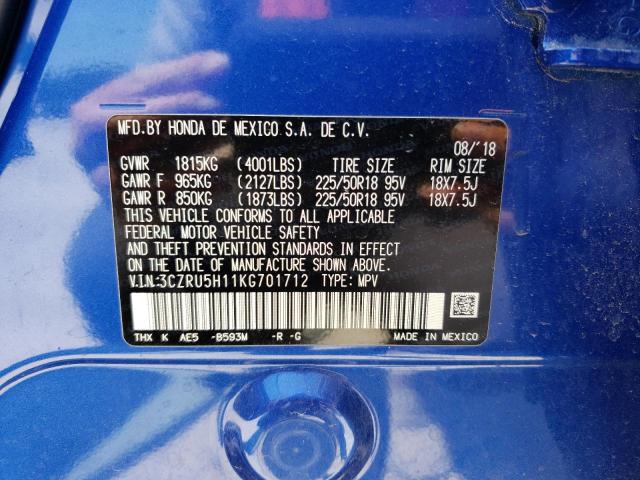 MFD.BY HONDA DE MEXICO S.A. DE C.V.
08/'18
GVWR 1815KG (4001LBS) TIRE SIZE RIM SIZE
GAWR F 965KG (2127LBS) 225/50R18 95V 18X7.5J
GAWR R 850KG (1873LBS) 225/50R18 95V 18X7.5J
THIS VEHICLE CONFORMS TO ALL APPLICABLE
FEDERAL MOTOR VEHICLE SAFETY
AND THEFT PREVENTION STANDARDS IN EFFECT
ON THE DATE OF MANUFACTURE SHOWN ABOVE.
V.I.N:3CZRU5H11KG701712 TYPE: MPV
THX K AE5 -B593M -R -G MADE IN MEXICO